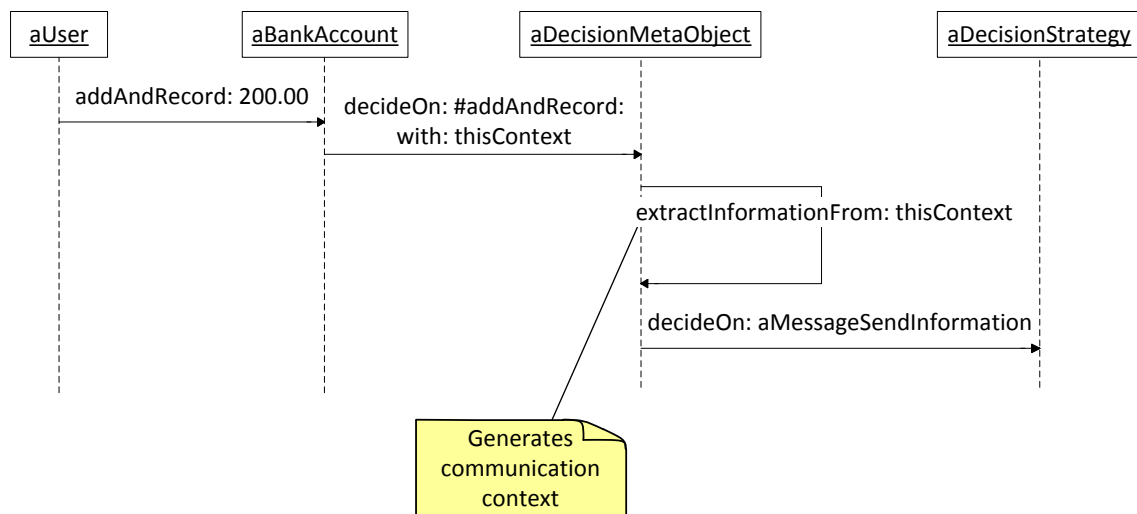 aUser
aBankAccount
aDecisionMetaObject
aDecisionStrategy
addAndRecord: 200.00
decideOn: #addAndRecord:
with: thisContext
extractInformationFrom: thisContext
decideOn: aMessageSendInformation
Generates
communication
context